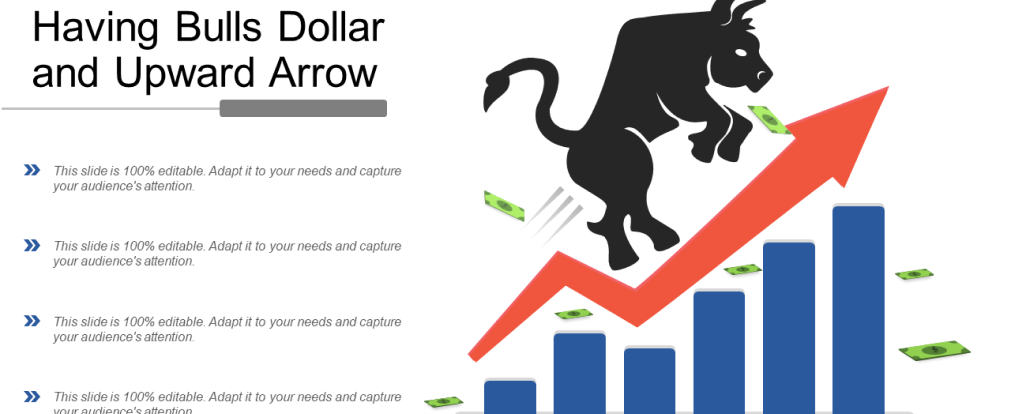 Having Bulls Dollar
and Upward Arrow
This slide is 100% editable. Adapt it to your needs and capture
your audience's attention.
This slide is 100% editable. Adapt it to your needs and capture
your audience's attention.
This slide is 100% editable. Adapt it to your needs and capture
your audience's attention.
This slide is 100% editable. Adapt it to your needs and capture
your audience's attention.